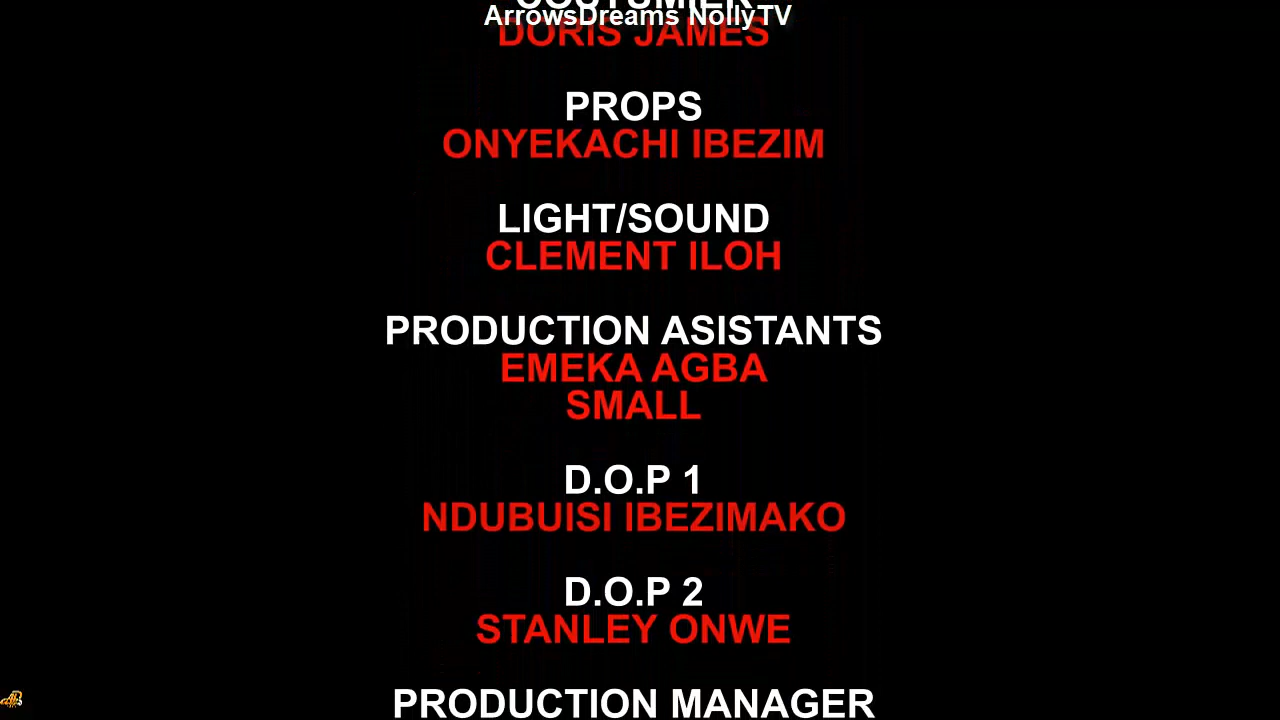 ArrowsDreams NollyTV
DORIS JAMES
PROPS
ONYEKACHI IBEZIM
LIGHT/SOUND
CLEMENT ILOH
PRODUCTION ASISTANTS
EMEKA AGBA
SMALL
D.O.P 1
NDUBUISI IBEZIMAKO
D.O.P 2
STANLEY ONWE
PRODUCTION MANAGER